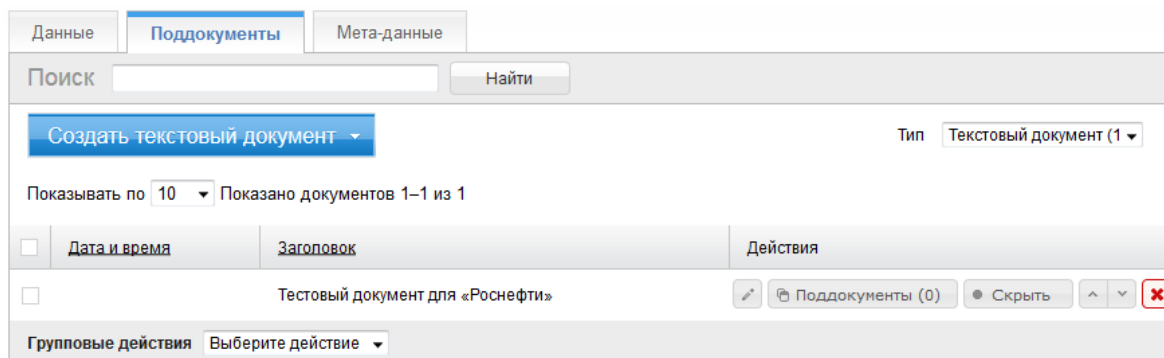 Данные Поддокументы Мета-данные
Поиск Найти
Создать текстовый документ Тип Текстовый документ (1
Показывать по 10 Показано документов 1–1 из 1
Дата и время Заголовок Действия
Тестовый документ для «Роснефти» Поддокументы (0) Скрыть
Групповые действия Выберите действие